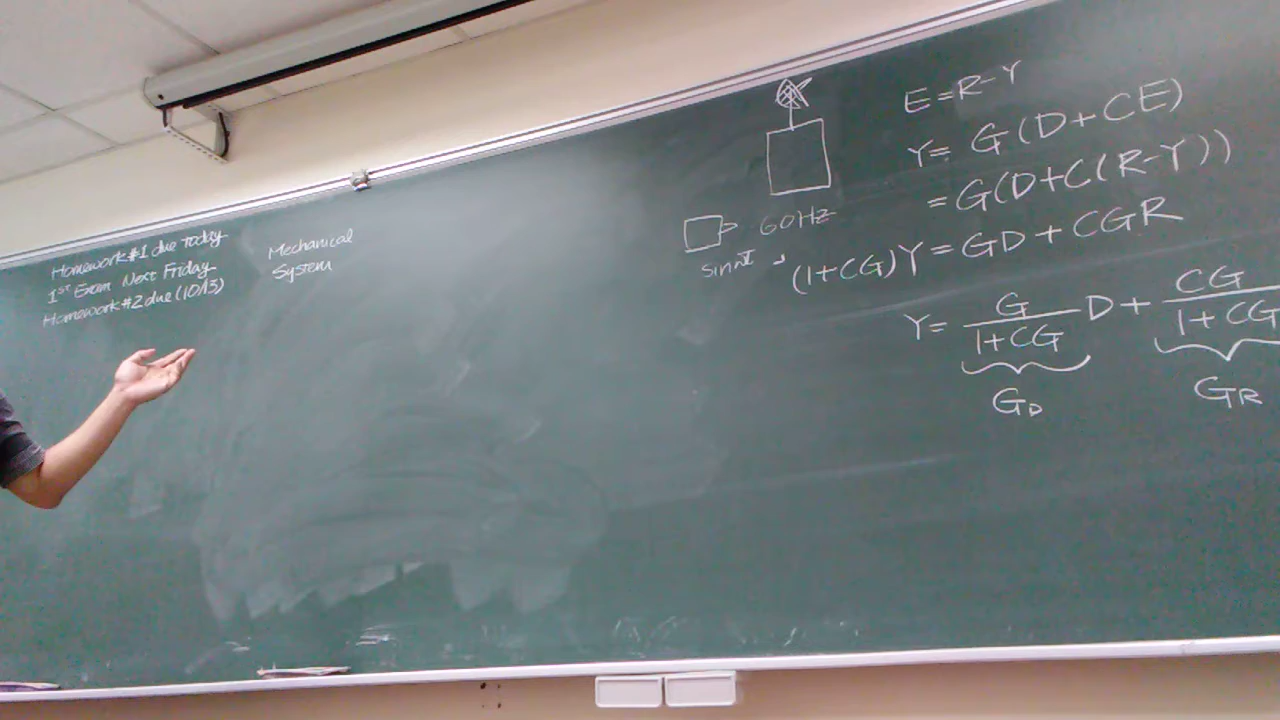 Homework #1 due today
1st Exam Next Friday
Homework #2 due (10/13)
Mechanical
System
60Hz
E=R-Y
Y= G(D+CE)
=G(D+C(R-Y))
(1+CG)Y=GD+CGR
Y= G/1+CG D+ CG/1+CG
GD GR